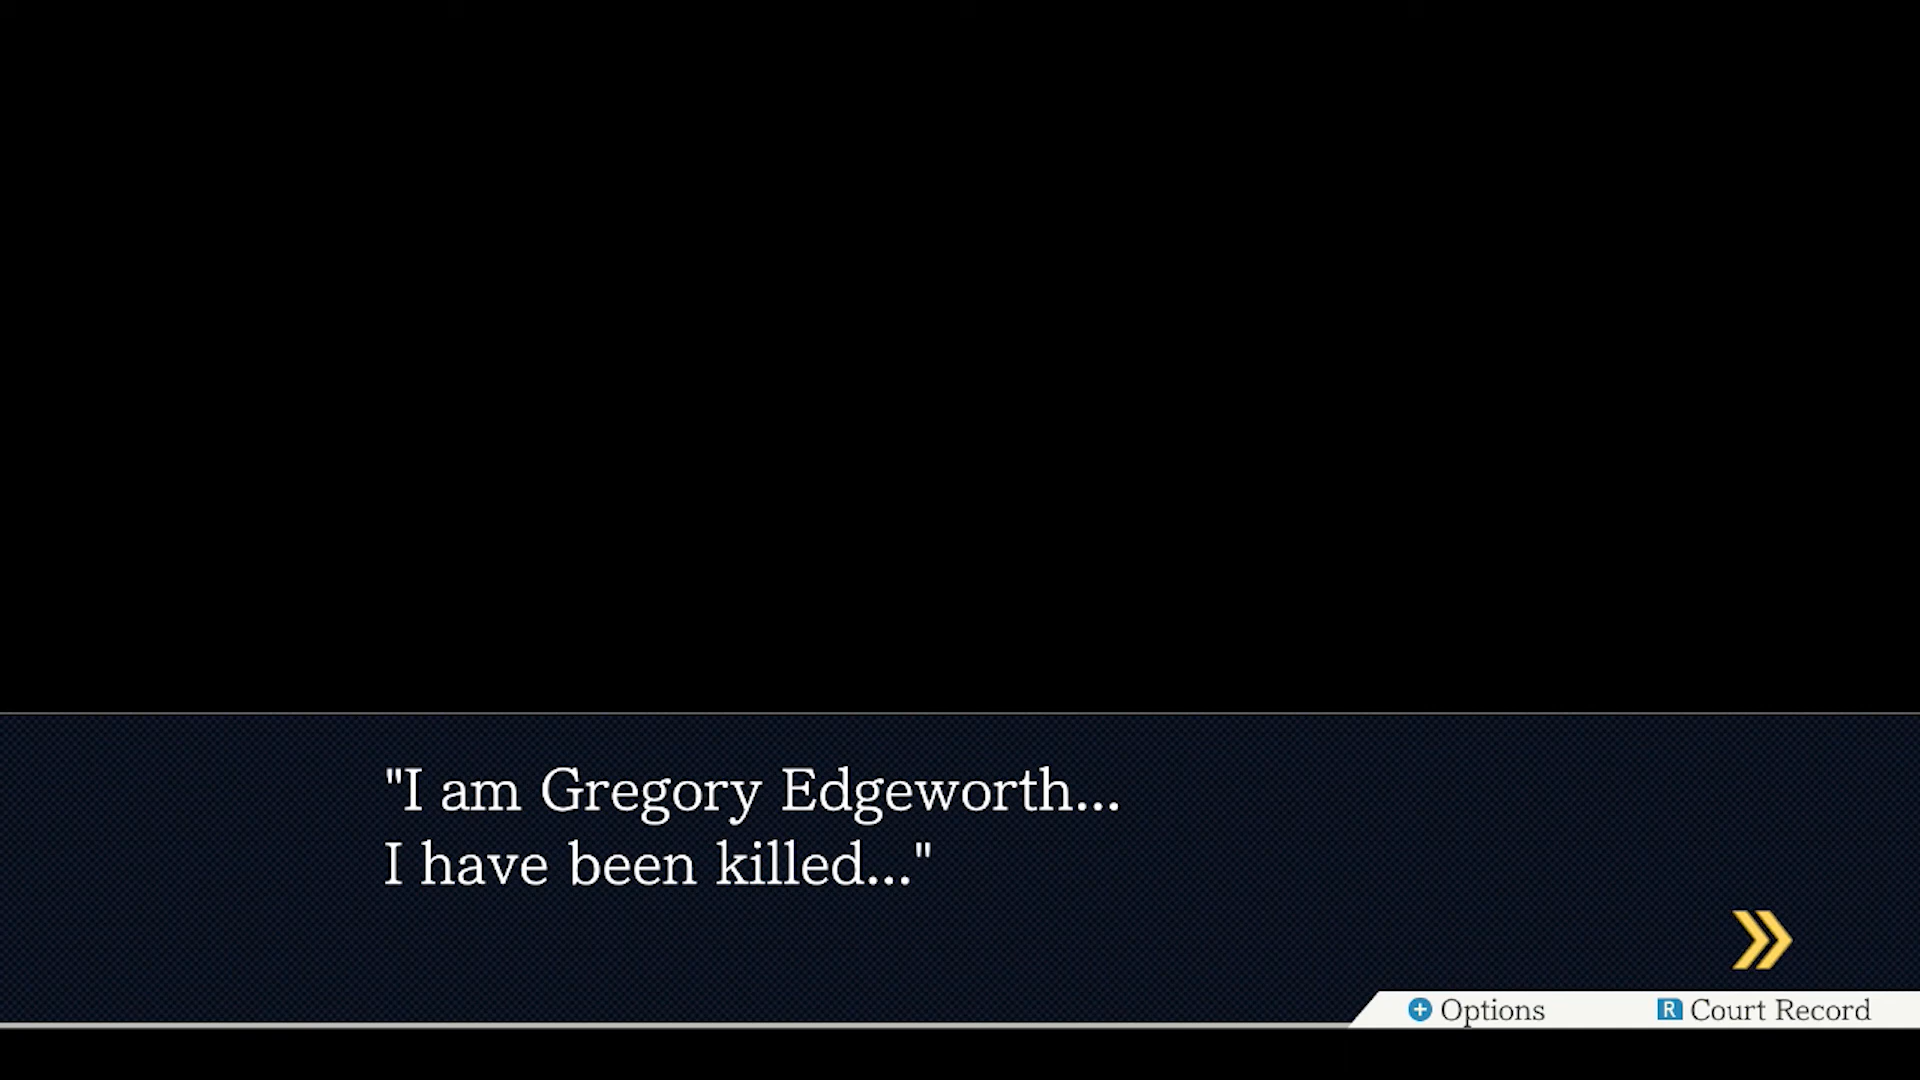 "I am Gregory Edgeworth...
I have been killed..."
+ Options
R Court Record